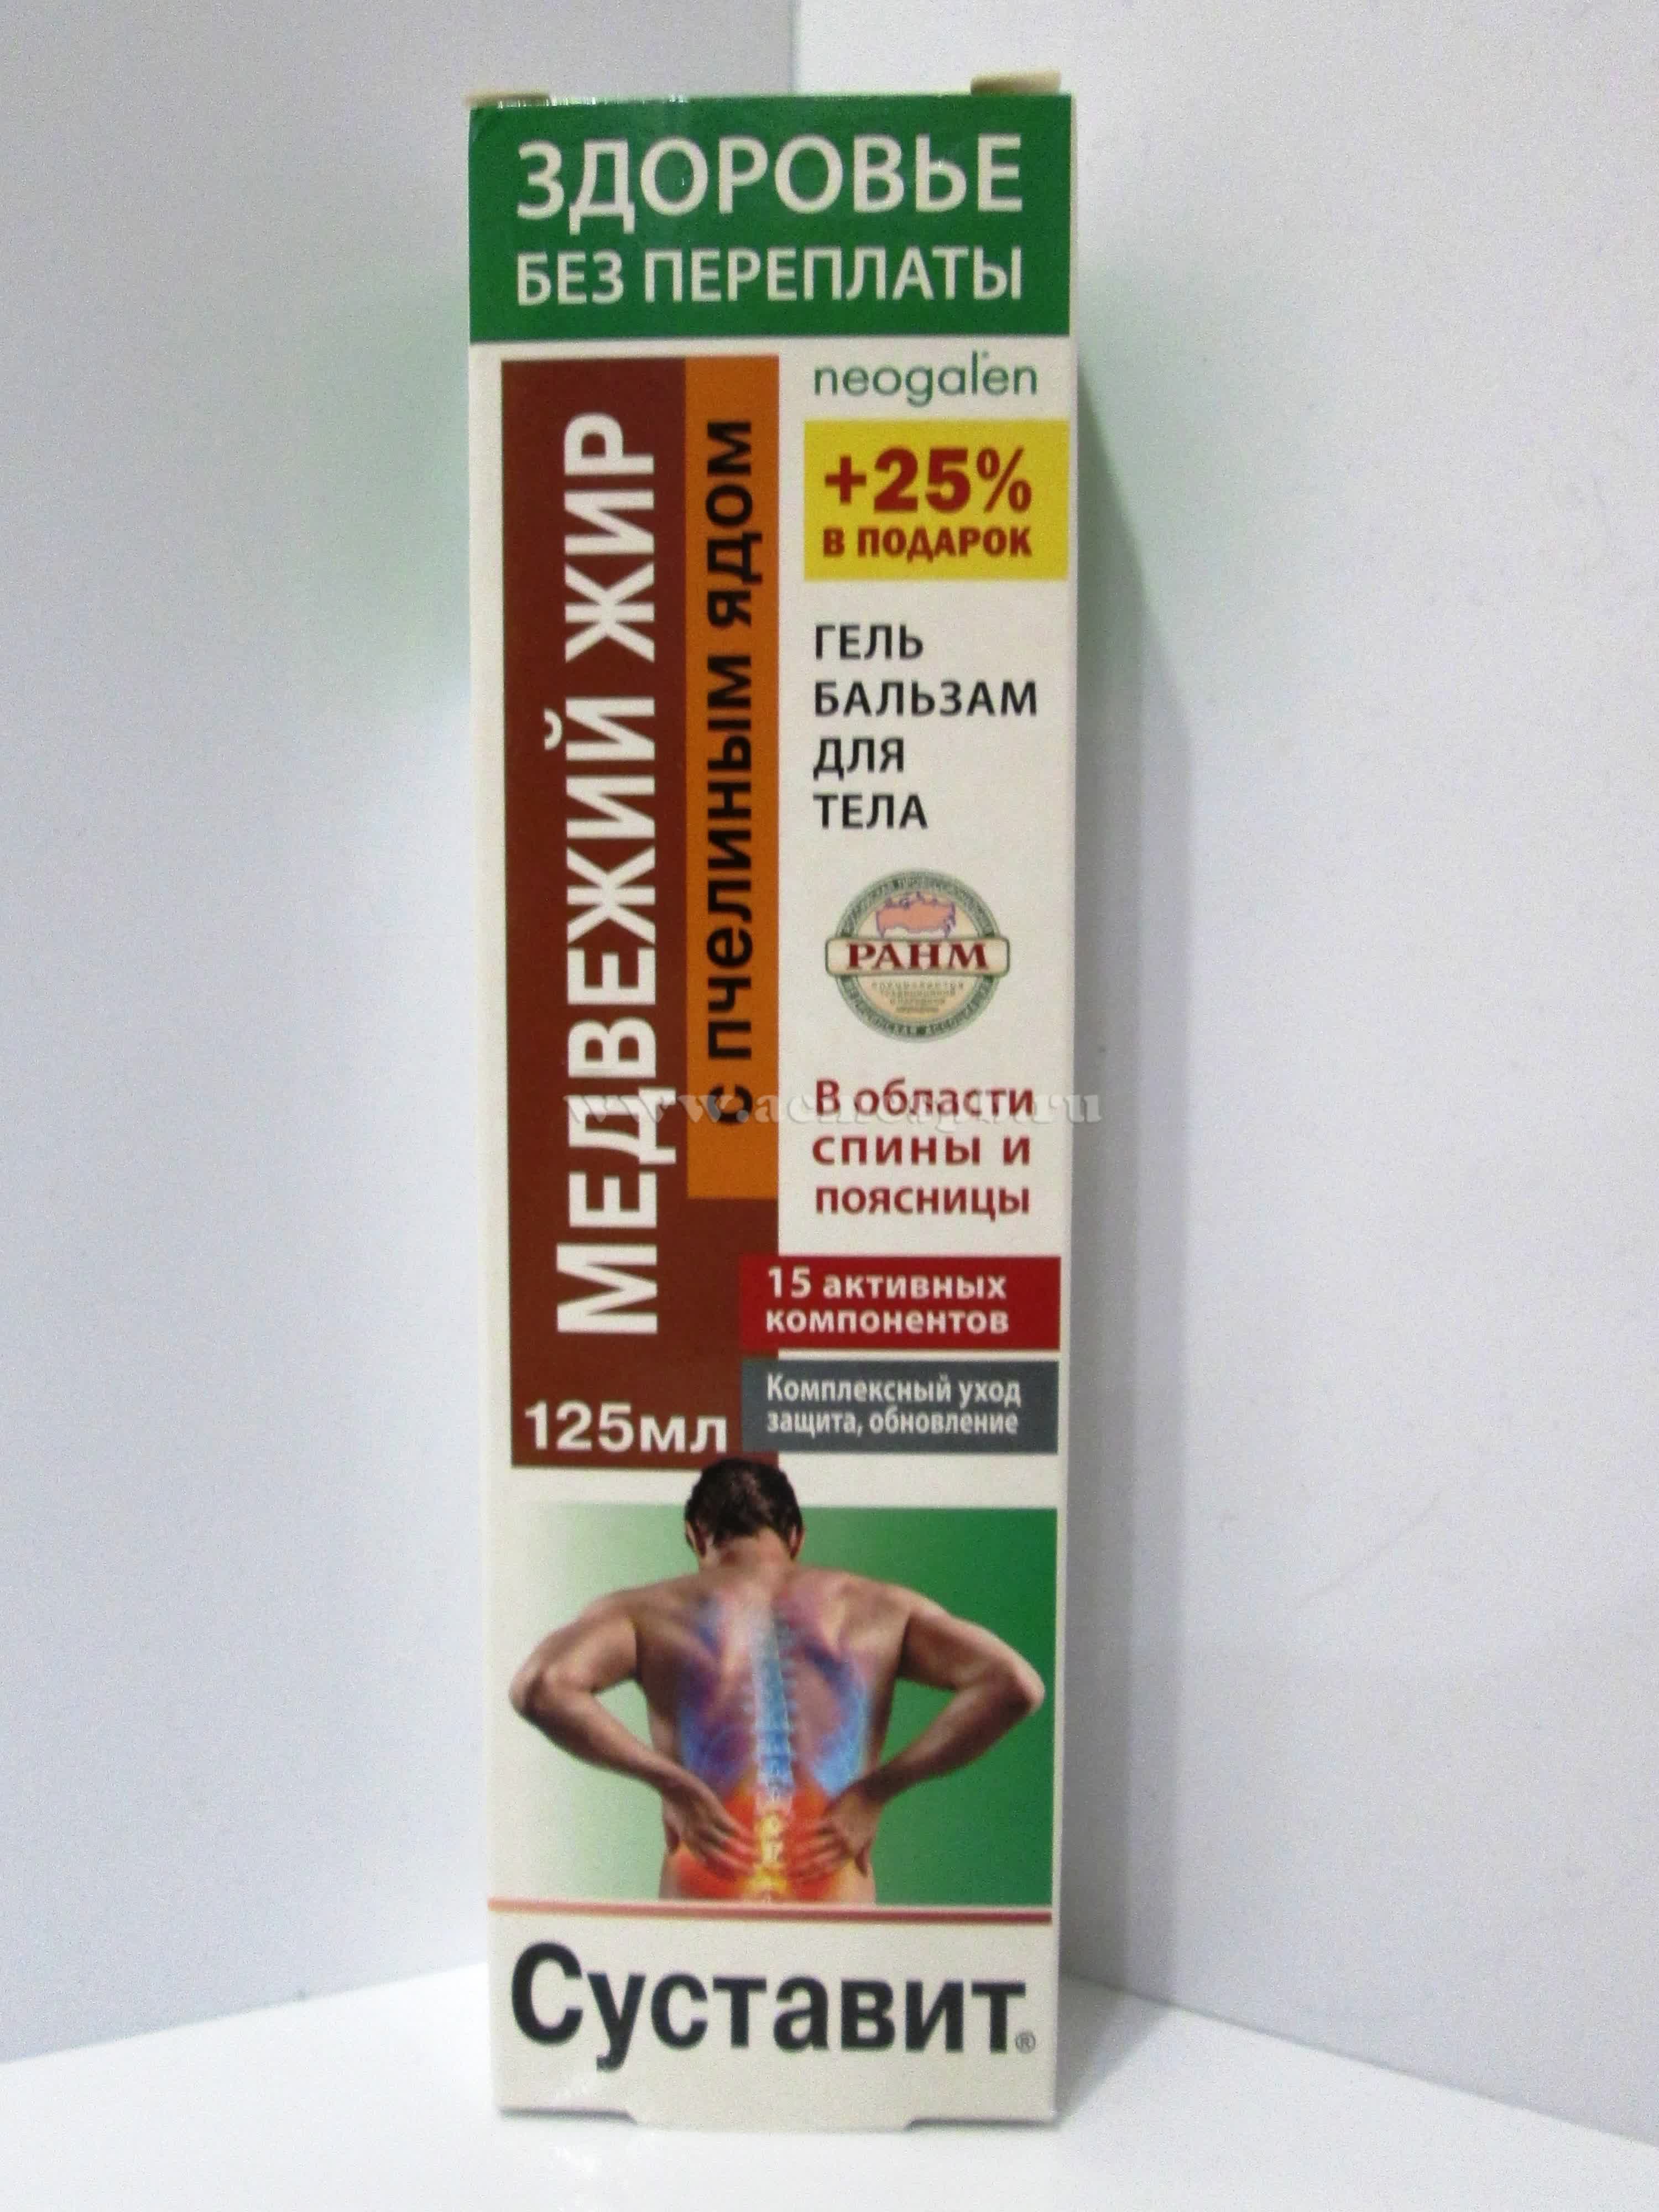 ЗДОРОВЬЕ
БЕЗ ПЕРЕПЛАТЫ
МЕДВЕЖИЙ ЖИР
с пчелиным ядом
neogalen
+25%
В ПОДАРОК
ГЕЛЬ
БАЛЬЗАМ
ДЛЯ
ТЕЛА
РАНМ
В области
спины и
поясницы
15 активных
компонентов
Комплексный уход
защита, обновление
125мл
Суставит®